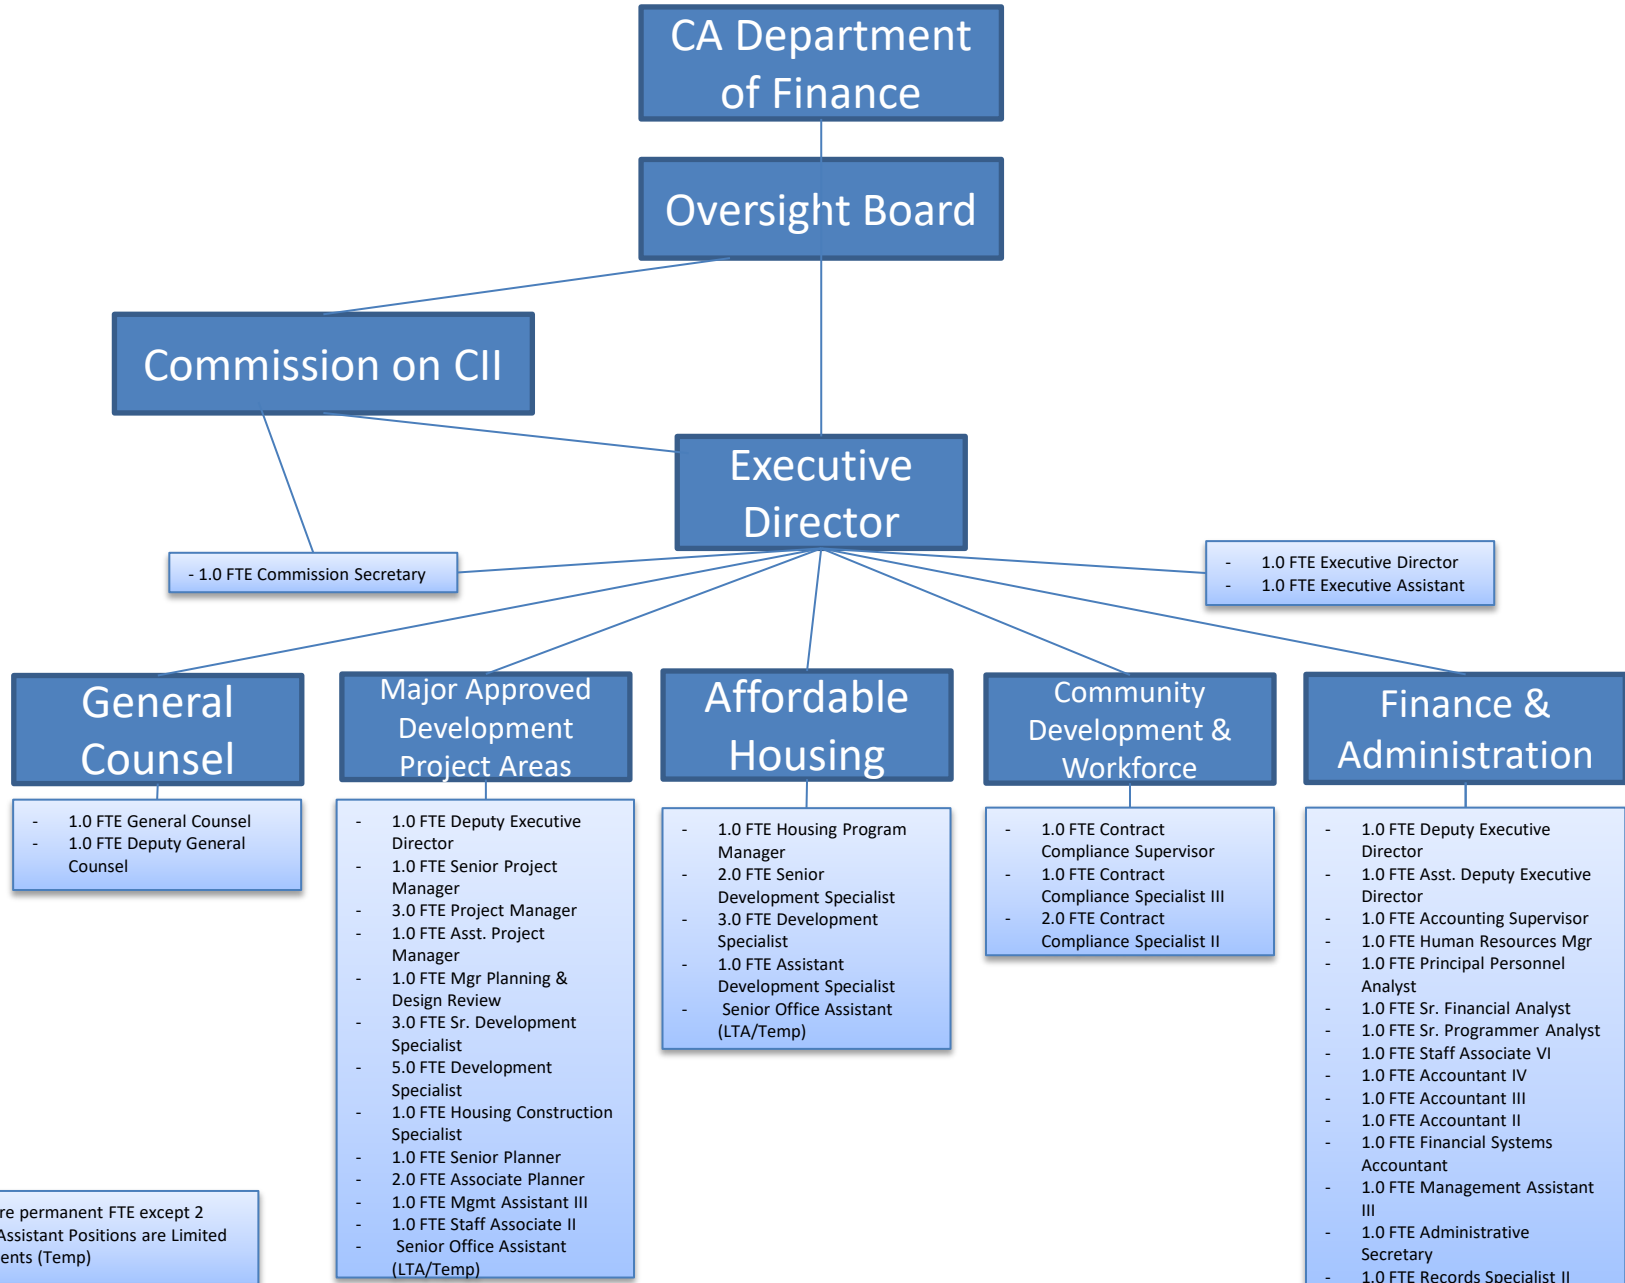 CA Department
of Finance
Oversight Board
Commission on CII
Executive
Director
- 1.0 FTE Commission Secretary
- 1.0 FTE Executive Director
- 1.0 FTE Executive Assistant
General
Counsel
- 1.0 FTE General Counsel
- 1.0 FTE Deputy General
Counsel
Major Approved
Development
Project Areas
- 1.0 FTE Deputy Executive
Director
- 1.0 FTE Senior Project
Manager
- 3.0 FTE Project Manager
- 1.0 FTE Asst. Project
Manager
- 1.0 FTE Mgr Planning &
Design Review
- 3.0 FTE Sr. Development
Specialist
- 5.0 FTE Development
Specialist
- 1.0 FTE Housing Construction
Specialist
- 1.0 FTE Senior Planner
- 2.0 FTE Associate Planner
- 1.0 FTE Mgmt Assistant III
- 1.0 FTE Staff Associate II
- Senior Office Assistant
(LTA/Temp)
Affordable
Housing
- 1.0 FTE Housing Program
Manager
- 2.0 FTE Senior
Development Specialist
- 3.0 FTE Development
Specialist
- 1.0 FTE Assistant
Development Specialist
- Senior Office Assistant
(LTA/Temp)
Community
Development &
Workforce
- 1.0 FTE Contract
Compliance Supervisor
- 1.0 FTE Contract
Compliance Specialist III
- 2.0 FTE Contract
Compliance Specialist II
Finance &
Administration
- 1.0 FTE Deputy Executive
Director
- 1.0 FTE Asst. Deputy Executive
Director
- 1.0 FTE Accounting Supervisor
- 1.0 FTE Human Resources Mgr
- 1.0 FTE Principal Personnel
Analyst
- 1.0 FTE Sr. Financial Analyst
- 1.0 FTE Sr. Programmer Analyst
- 1.0 FTE Staff Associate VI
- 1.0 FTE Accountant IV
- 1.0 FTE Accountant III
- 1.0 FTE Accountant II
- 1.0 FTE Financial Systems
Accountant
- 1.0 FTE Management Assistant
III
- 1.0 FTE Administrative
Secretary
- 1.0 FTE Records Specialist II
re permanent FTE except 2
Assistant Positions are Limited
ents (Temp)